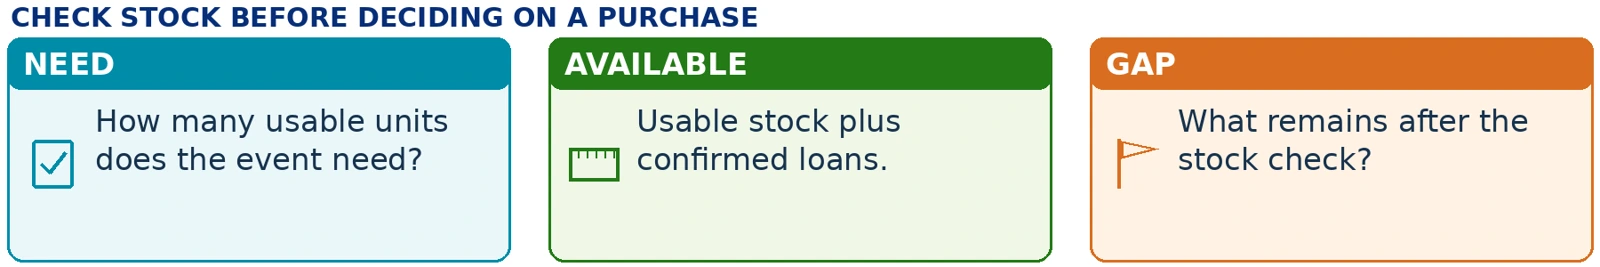 CHECK STOCK BEFORE DECIDING ON A PURCHASE
NEED
How many usable units
does the event need?
AVAILABLE
Usable stock plus
confirmed loans.
GAP
What remains after the
stock check?